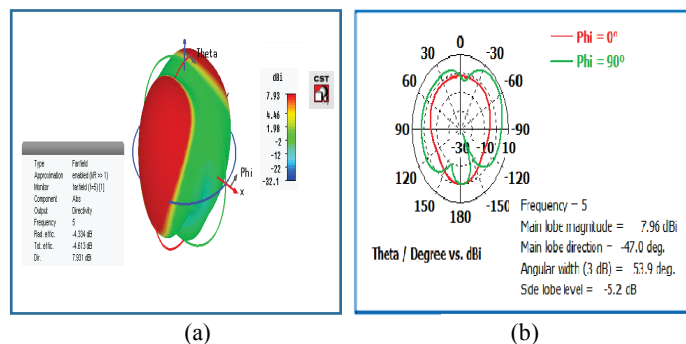 Theta
Phi
x
dBi
7.93
4.46
1.98
-2
-12
-22
-32.1
CST
Type Farfield
Approximation enabled (kR >> 1)
Monitor farfield (f=5) [1]
Component Abs
Output Directivity
Frequency 5
Rad. effic. -4.334 dB
Tot. effic. -4.613 dB
Dir. 7.931 dBi
(a)
Phi = 0º
Phi = 90º
0
30 -30
60 -60
90 -30 -10 10 -90
120 -120
150 -150
180
Theta / Degree vs. dBi
Frequency = 5
Main lobe magnitude = 7.96 dBi
Main lobe direction = -47.0 deg.
Angular width (3 dB) = 53.9 deg.
Side lobe level = -5.2 dB
(b)